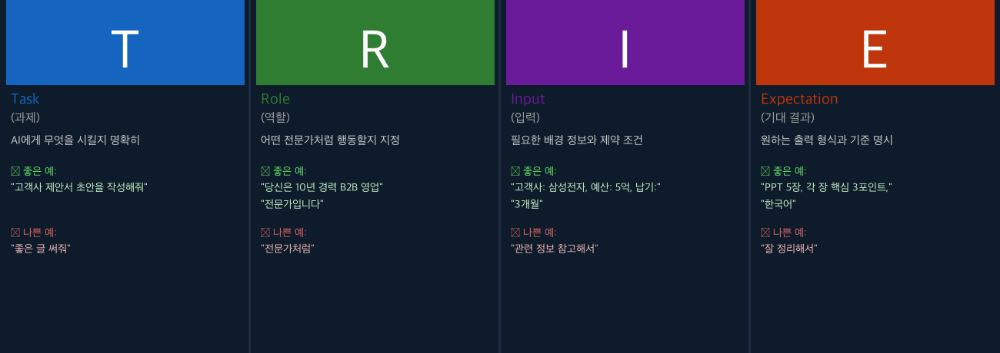 T
Task
(과제)
AI에게 무엇을 시킬지 명확히
좋은 예:
"고객사 제안서 초안을 작성해줘"
나쁜 예:
"좋은 글 써줘"
R
Role
(역할)
어떤 전문가처럼 행동할지 지정
좋은 예:
"당신은 10년 경력 B2B 영업"
"전문가입니다"
나쁜 예:
"전문가처럼"
I
Input
(입력)
필요한 배경 정보와 제약 조건
좋은 예:
"고객사: 삼성전자, 예산: 5억, 납기:"
"3개월"
나쁜 예:
"관련 정보 참고해서"
E
Expectation
(기대 결과)
원하는 출력 형식과 기준 명시
좋은 예:
"PPT 5장, 각 장 핵심 3포인트,"
"한국어"
나쁜 예:
"잘 정리해서"